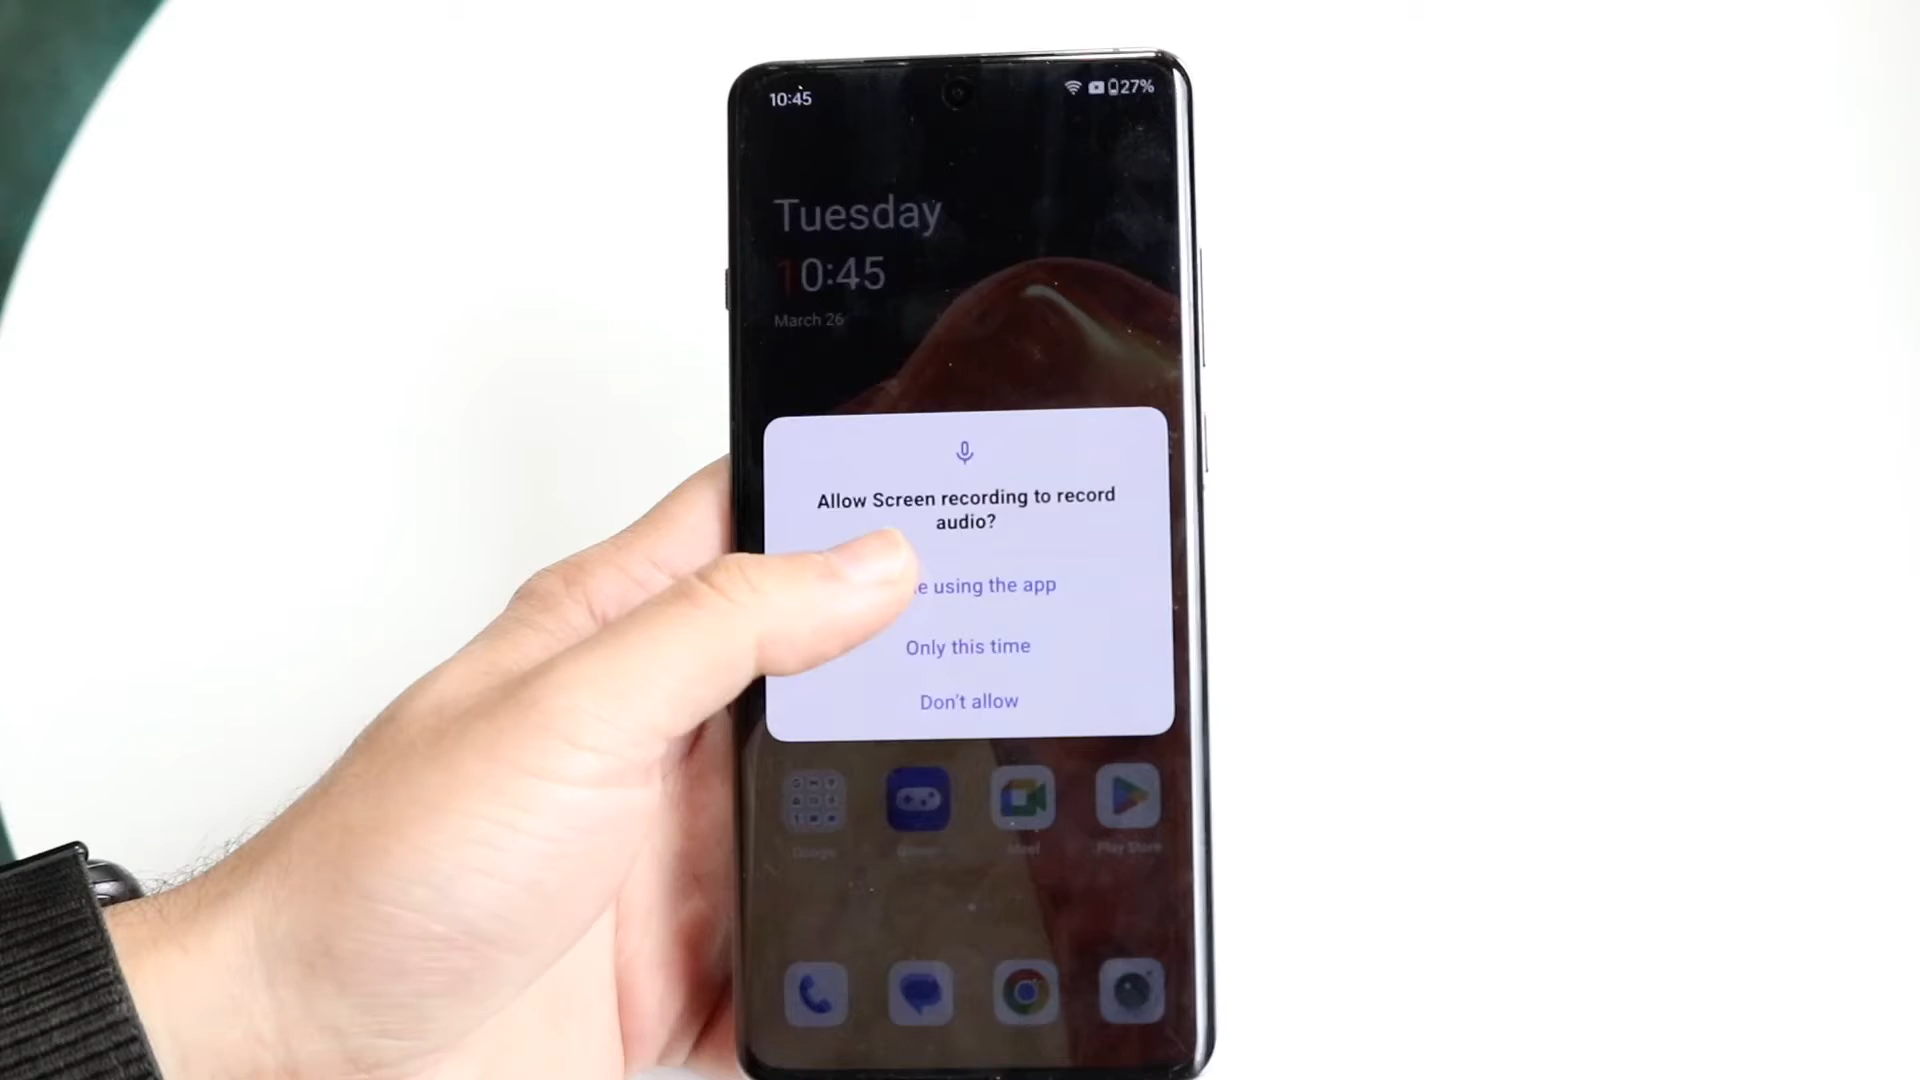 10:45
27%
Tuesday
10:45
March 26
Allow Screen recording to record
audio?
using the app
Only this time
Don't allow
Play Store